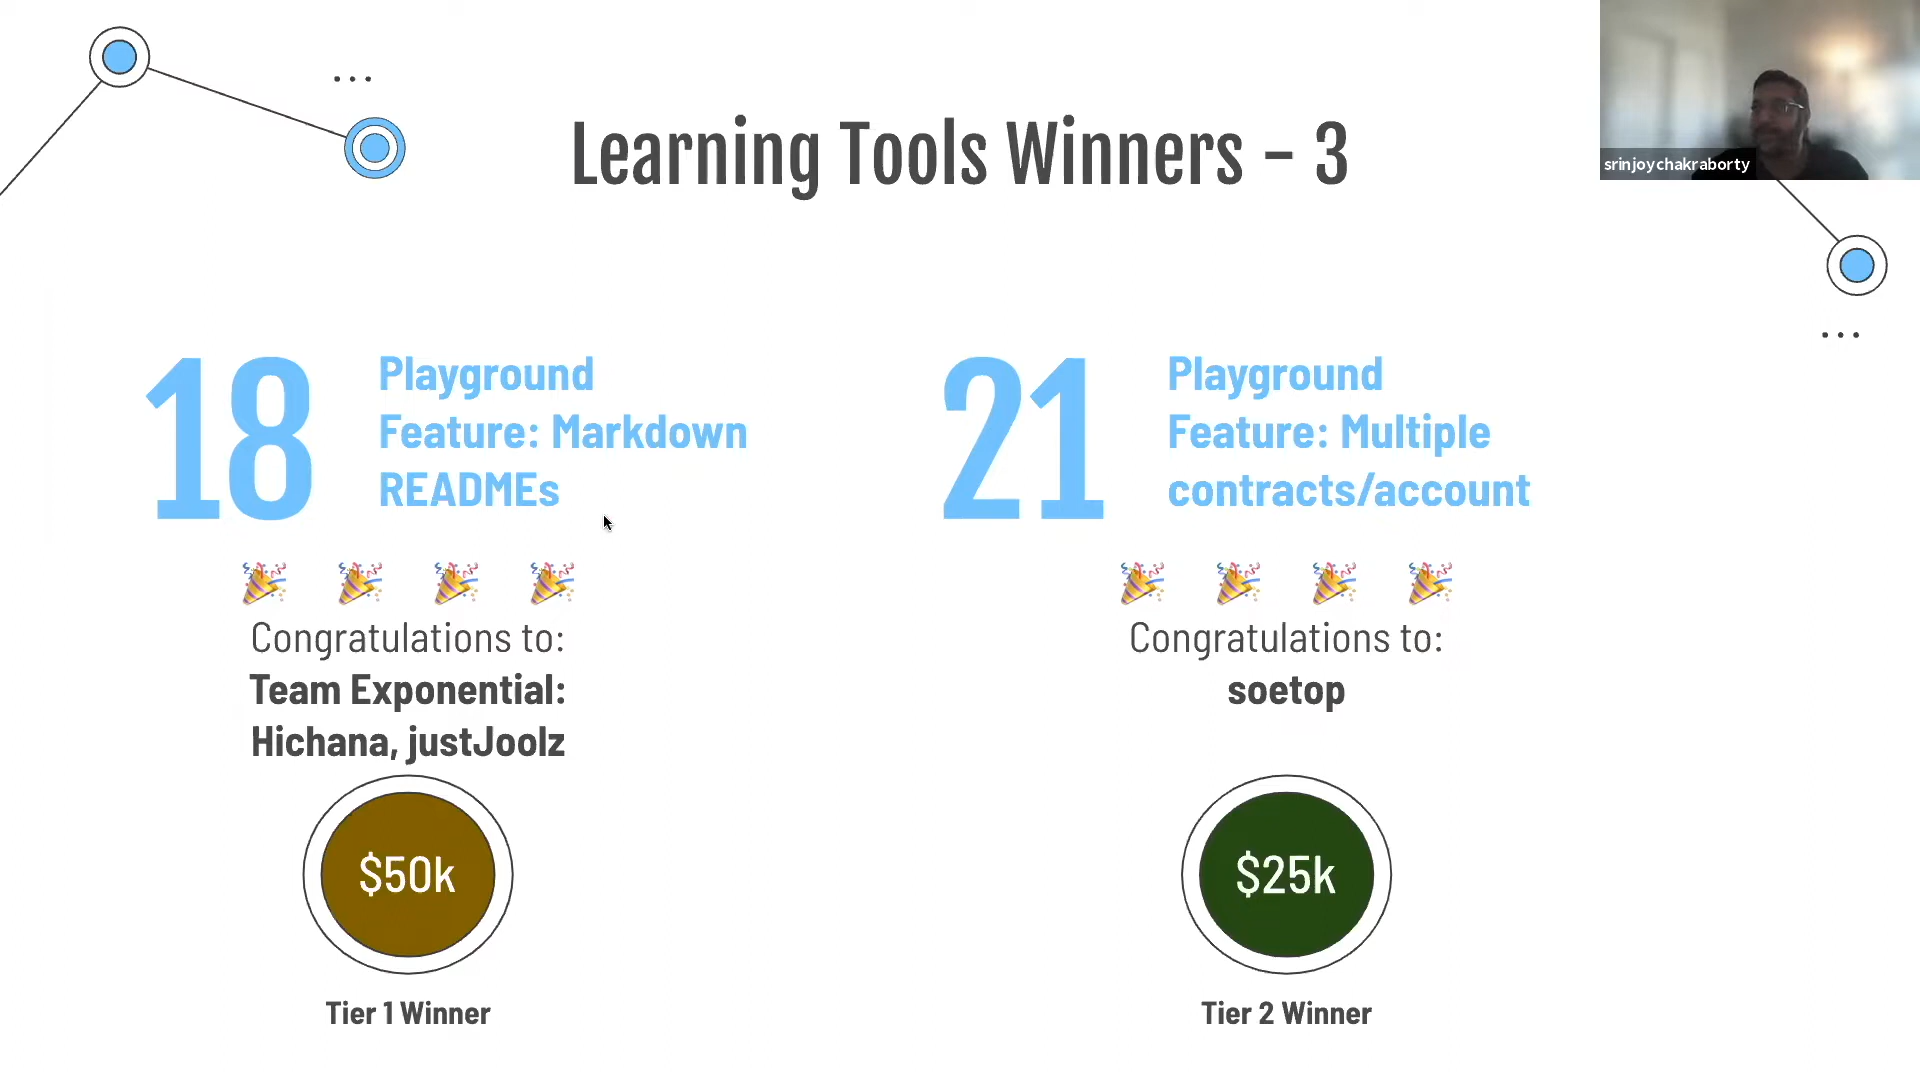 Learning Tools Winners – 3
srinjoychakraborty
18
Playground
Feature: Markdown
READMEs
Congratulations to:
Team Exponential:
Hichana, justJoolz
$50k
Tier 1 Winner
21
Playground
Feature: Multiple
contracts/account
Congratulations to:
soetop
$25k
Tier 2 Winner